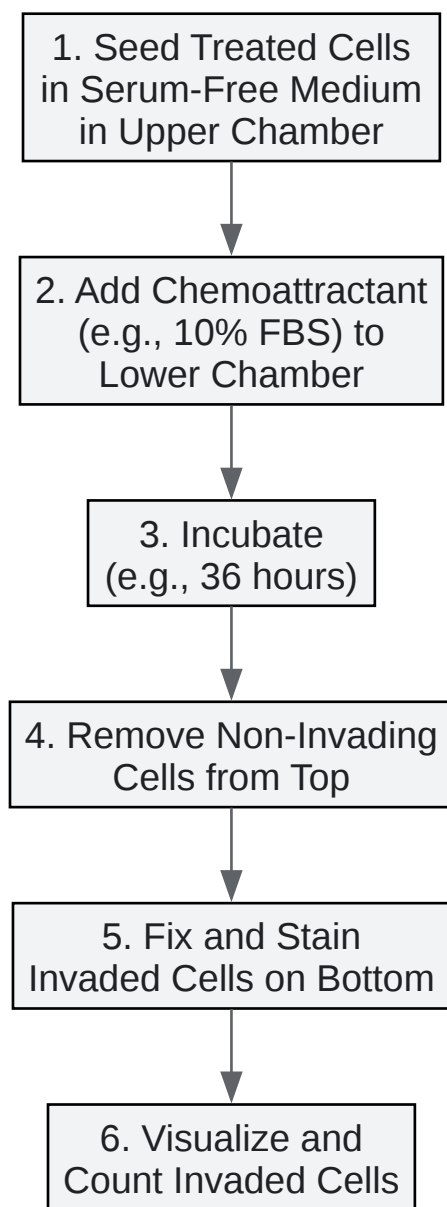 1. Seed Treated Cells
in Serum-Free Medium
in Upper Chamber
2. Add Chemoattractant
(e.g., 10% FBS) to
Lower Chamber
3. Incubate
(e.g., 36 hours)
4. Remove Non-Invading
Cells from Top
5. Fix and Stain
Invaded Cells on Bottom
6. Visualize and
Count Invaded Cells